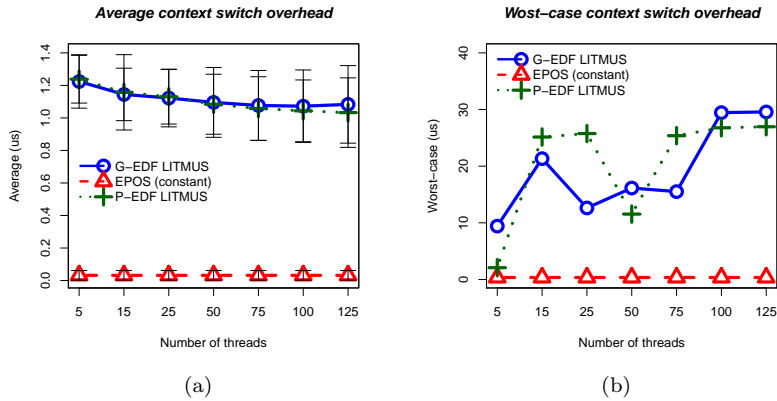 Average context switch overhead
Average (us)
1.4
1.2
1.0
0.8
0.6
0.4
0.2
0.0
G−EDF LITMUS
EPOS (constant)
P−EDF LITMUS
5 15 25 50 75 100 125
Number of threads
(a)
Wost−case context switch overhead
Worst−case (us)
40
30
20
10
0
G−EDF LITMUS
EPOS (constant)
P−EDF LITMUS
5 15 25 50 75 100 125
Number of threads
(b)